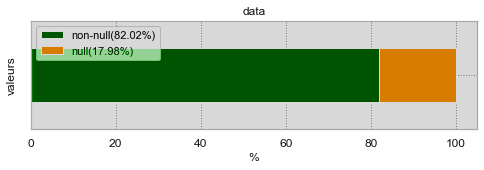 data
non-null(82.02%)
null(17.98%)
valeurs
0 20 40 60 80 100
%